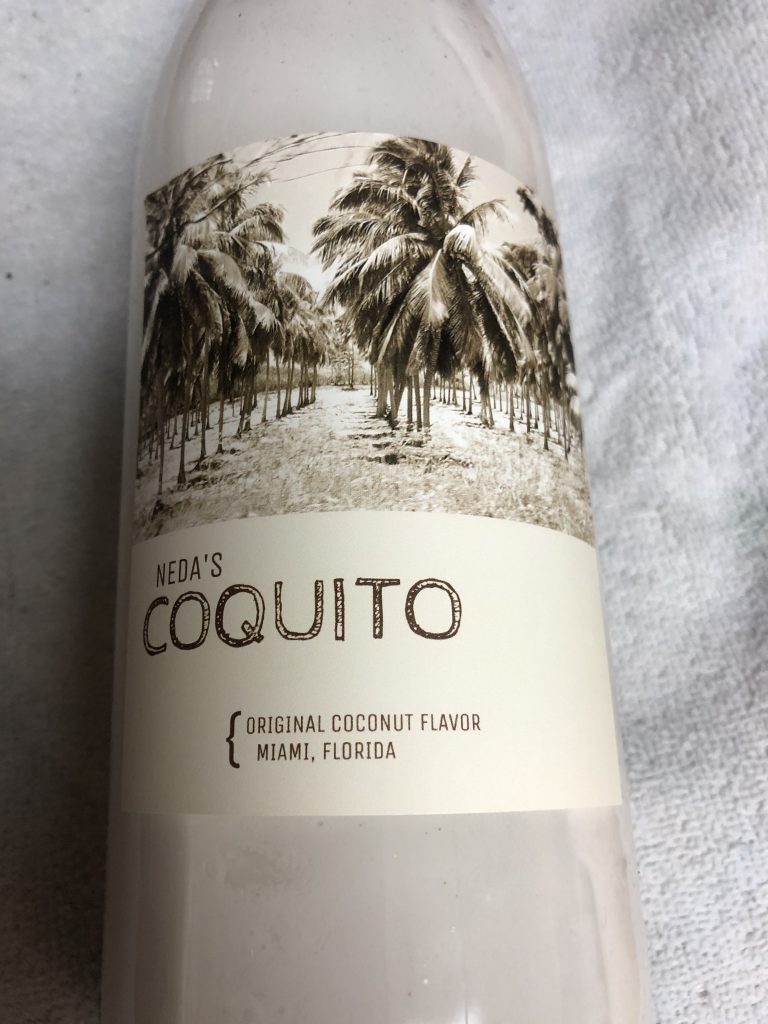 NEDA'S
COQUITO
{ ORIGINAL COCONUT FLAVOR
MIAMI, FLORIDA